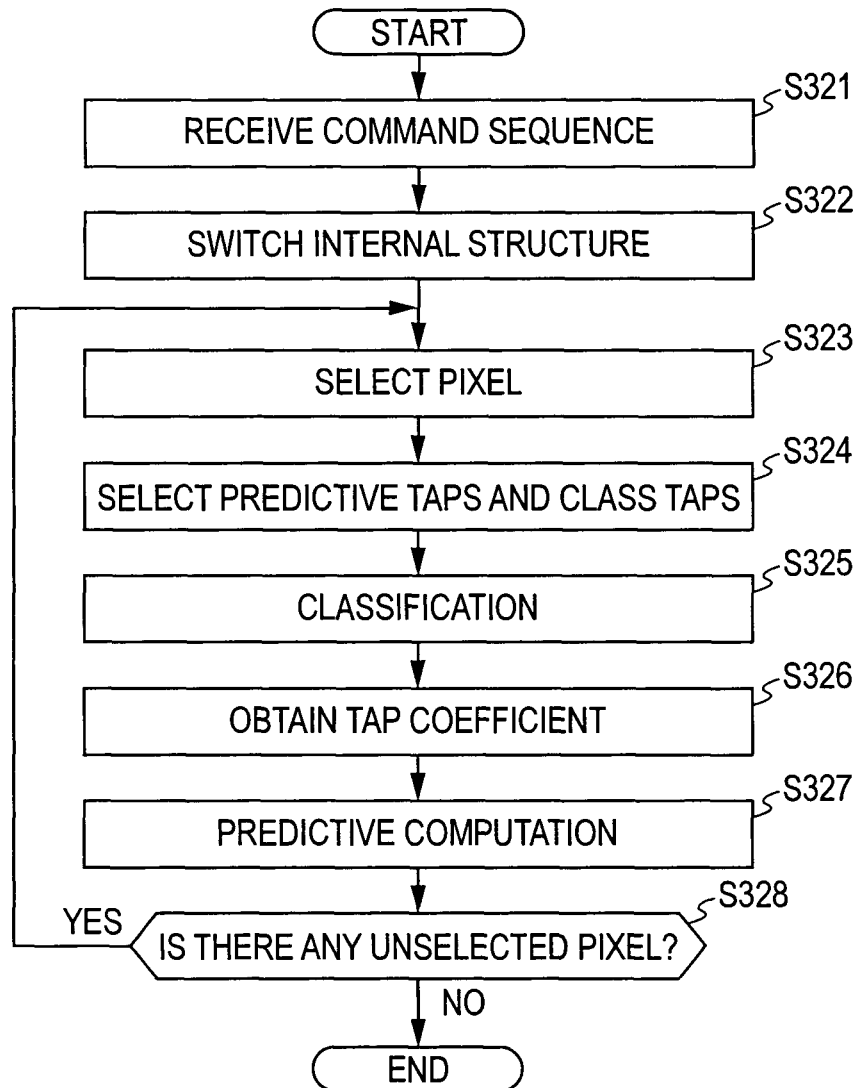 START
S321
RECEIVE COMMAND SEQUENCE
S322
SWITCH INTERNAL STRUCTURE
S323
SELECT PIXEL
S324
SELECT PREDICTIVE TAPS AND CLASS TAPS
S325
CLASSIFICATION
S326
OBTAIN TAP COEFFICIENT
S327
PREDICTIVE COMPUTATION
S328
YES
IS THERE ANY UNSELECTED PIXEL?
NO
END